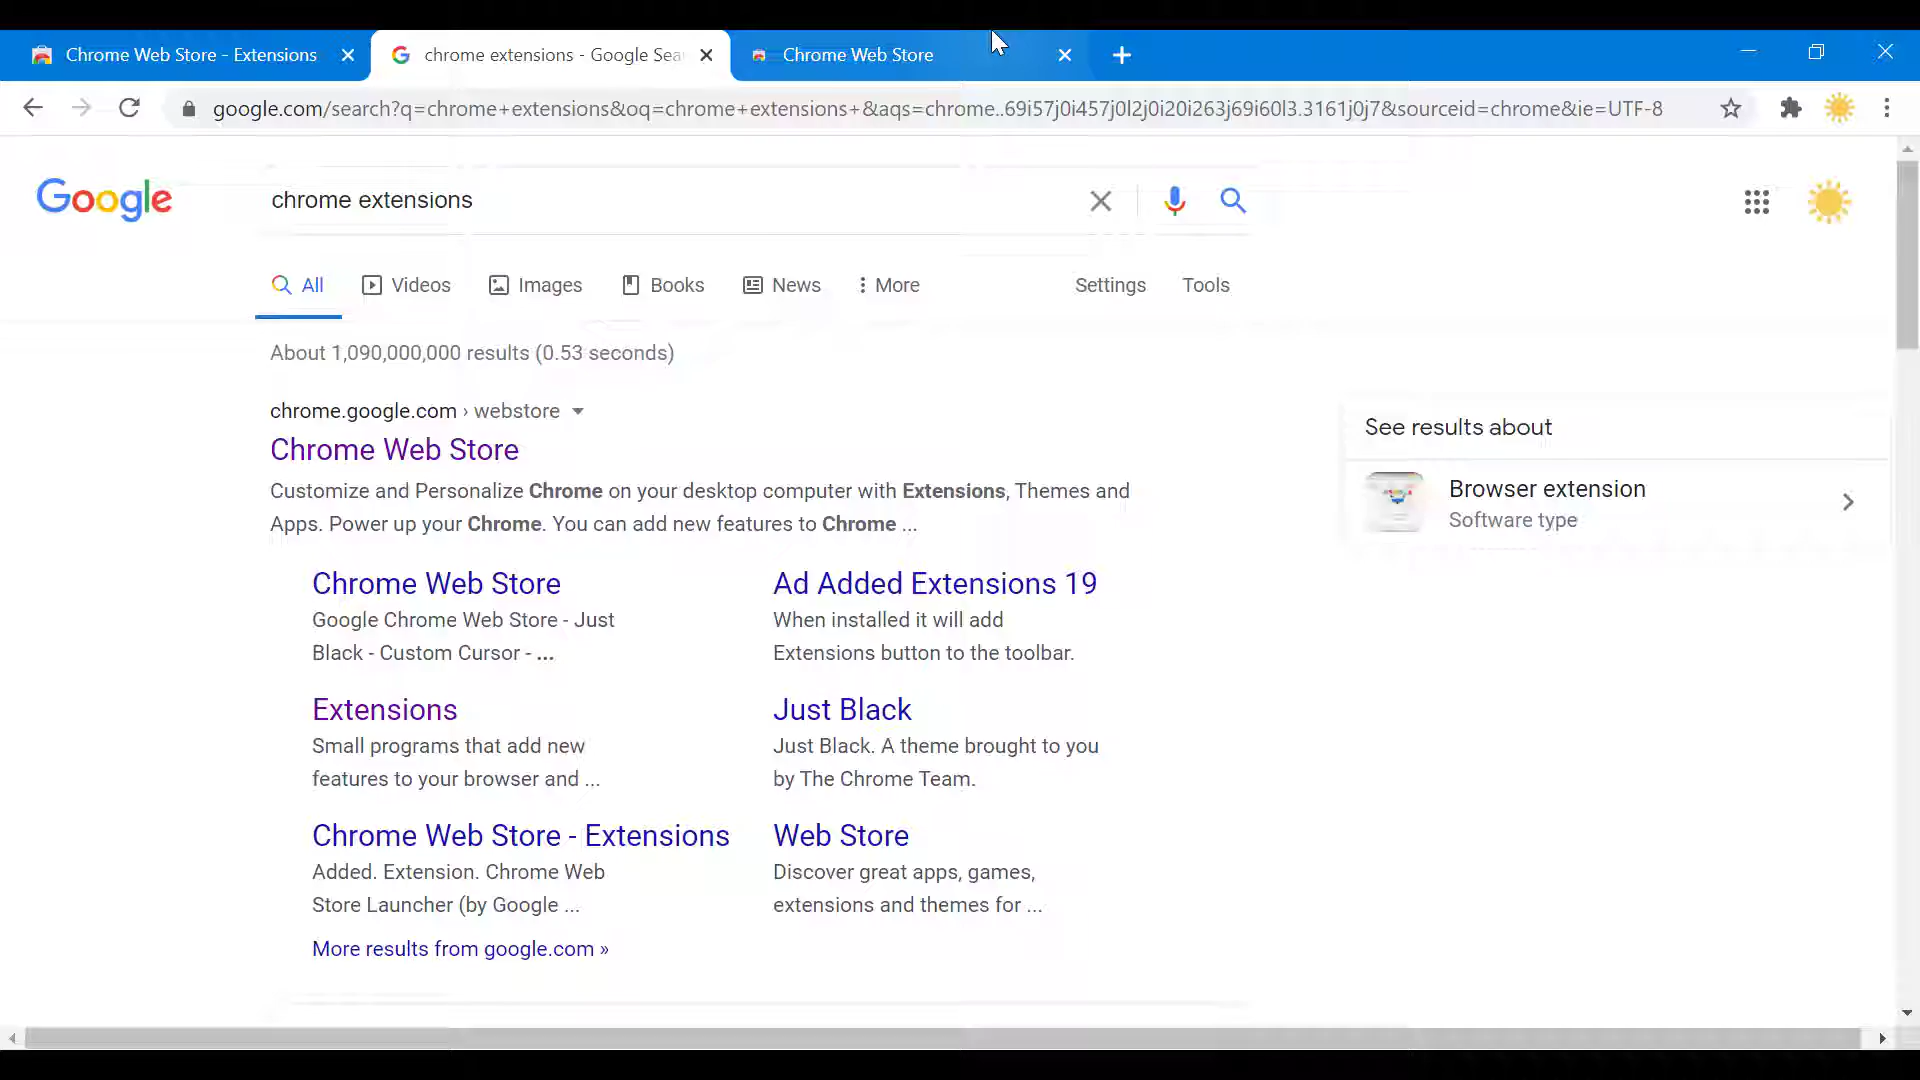 Chrome Web Store - Extensions
chrome extensions - Google Sea
Chrome Web Store
google.com/search?q=chrome+extensions&oq=chrome+extensions+&aqs=chrome..69i57j0i457j0l2j0i20i263j69i60l3.3161j0j7&sourceid=chrome&ie=UTF-8
Google
chrome extensions
All
Videos
Images
Books
News
More
Settings
Tools
About 1,090,000,000 results (0.53 seconds)
chrome.google.com › webstore
Chrome Web Store
Customize and Personalize Chrome on your desktop computer with Extensions, Themes and
Apps. Power up your Chrome. You can add new features to Chrome ...
Chrome Web Store
Google Chrome Web Store - Just
Black - Custom Cursor - ...
Ad Added Extensions 19
When installed it will add
Extensions button to the toolbar.
Extensions
Small programs that add new
features to your browser and ...
Just Black
Just Black. A theme brought to you
by The Chrome Team.
Chrome Web Store - Extensions
Added. Extension. Chrome Web
Store Launcher (by Google ...
Web Store
Discover great apps, games,
extensions and themes for ...
More results from google.com »
See results about
Browser extension
Software type